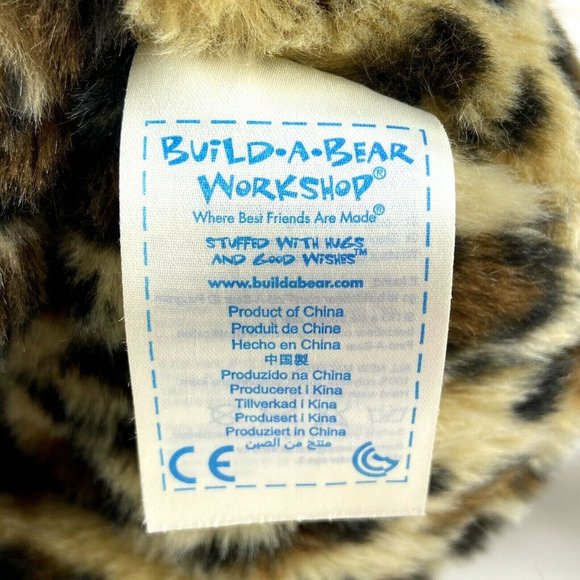 BUILD•A•BEAR
WORKSHOP®
Where Best Friends Are Made®
STUFFED WITH HUGS
AND GOOD WISHES™
www.buildabear.com
Product of China
Produit de Chine
Hecho en China
中国製
Produzido na China
Produceret i Kina
Tillverkad i Kina
Produsert i Kina
Produziert in China
منتج من الصين
CE